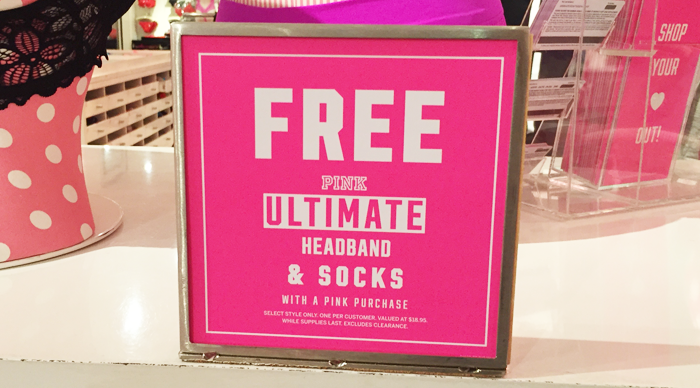 FREE
PINK
ULTIMATE
HEADBAND
& SOCKS
WITH A PINK PURCHASE
SELECT STYLE ONLY. ONE PER CUSTOMER. VALUED AT $18.95.
WHILE SUPPLIES LAST. EXCLUDES CLEARANCE.
SHOP
YOUR
OUT!